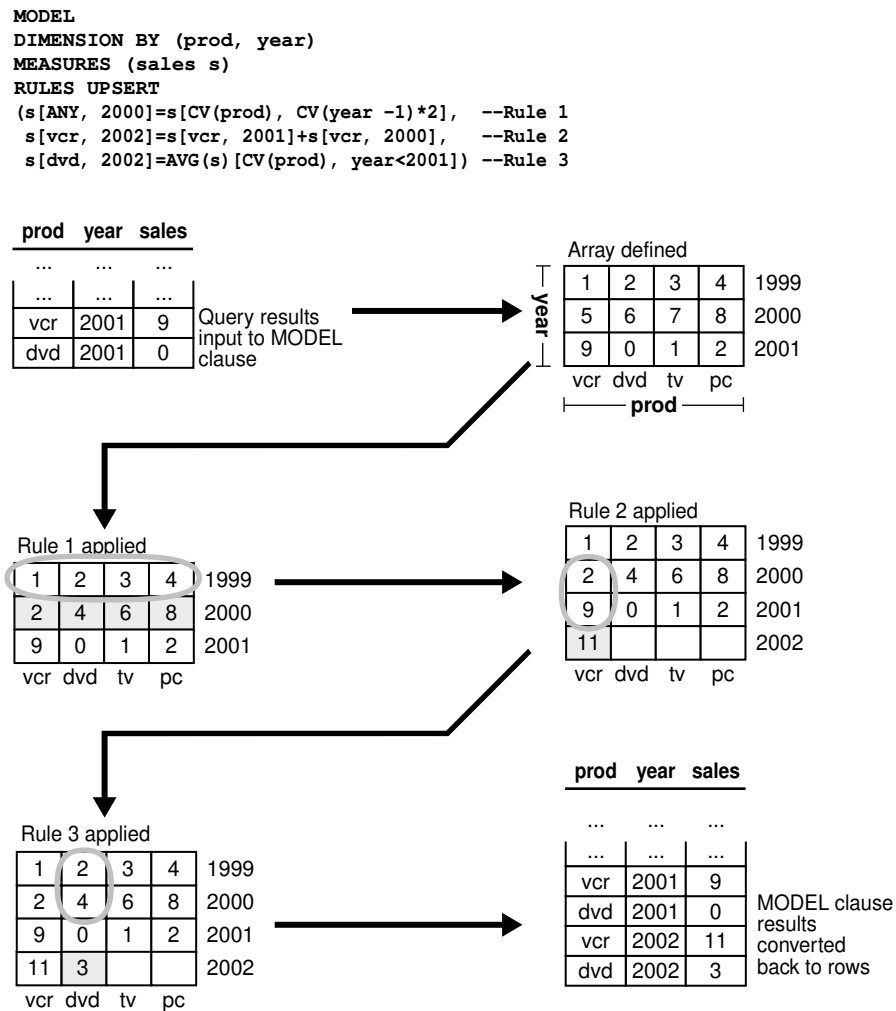 MODEL
DIMENSION BY (prod, year)
MEASURES (sales s)
RULES UPSERT
(s[ANY, 2000]=s[CV(prod), CV(year -1)*2], --Rule 1
s[vcr, 2002]=s[vcr, 2001]+s[vcr, 2000], --Rule 2
s[dvd, 2002]=AVG(s)[CV(prod), year<2001]) --Rule 3
prod year sales
... ... ...
... ... ...
vcr 2001 9
dvd 2001 0
Query results
input to MODEL
clause
Array defined
year
1 2 3 4 1999
5 6 7 8 2000
9 0 1 2 2001
vcr dvd tv pc
prod
Rule 1 applied
1 2 3 4 1999
2 4 6 8 2000
9 0 1 2 2001
vcr dvd tv pc
Rule 2 applied
1 2 3 4 1999
2 4 6 8 2000
9 0 1 2 2001
11 2002
vcr dvd tv pc
Rule 3 applied
1 2 3 4 1999
2 4 6 8 2000
9 0 1 2 2001
11 3 2002
vcr dvd tv pc
prod year sales
... ... ...
... ... ...
vcr 2001 9
dvd 2001 0
vcr 2002 11
dvd 2002 3
MODEL clause
results
converted
back to rows